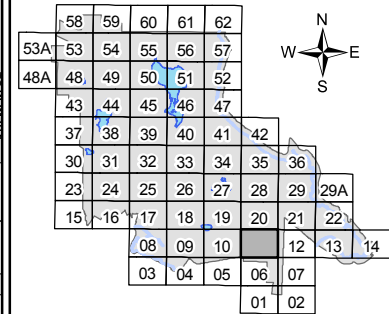 58 59 60 61 62
N
53A 53 54 55 56 57
W E
48A 48 49 50 51 52
S
43 44 45 46 47
37 38 39 40 41 42
30 31 32 33 34 35 36
23 24 25 26 27 28 29 29A
15 16 17 18 19 20 21 22
08 09 10 12 13 14
03 04 05 06 07
01 02